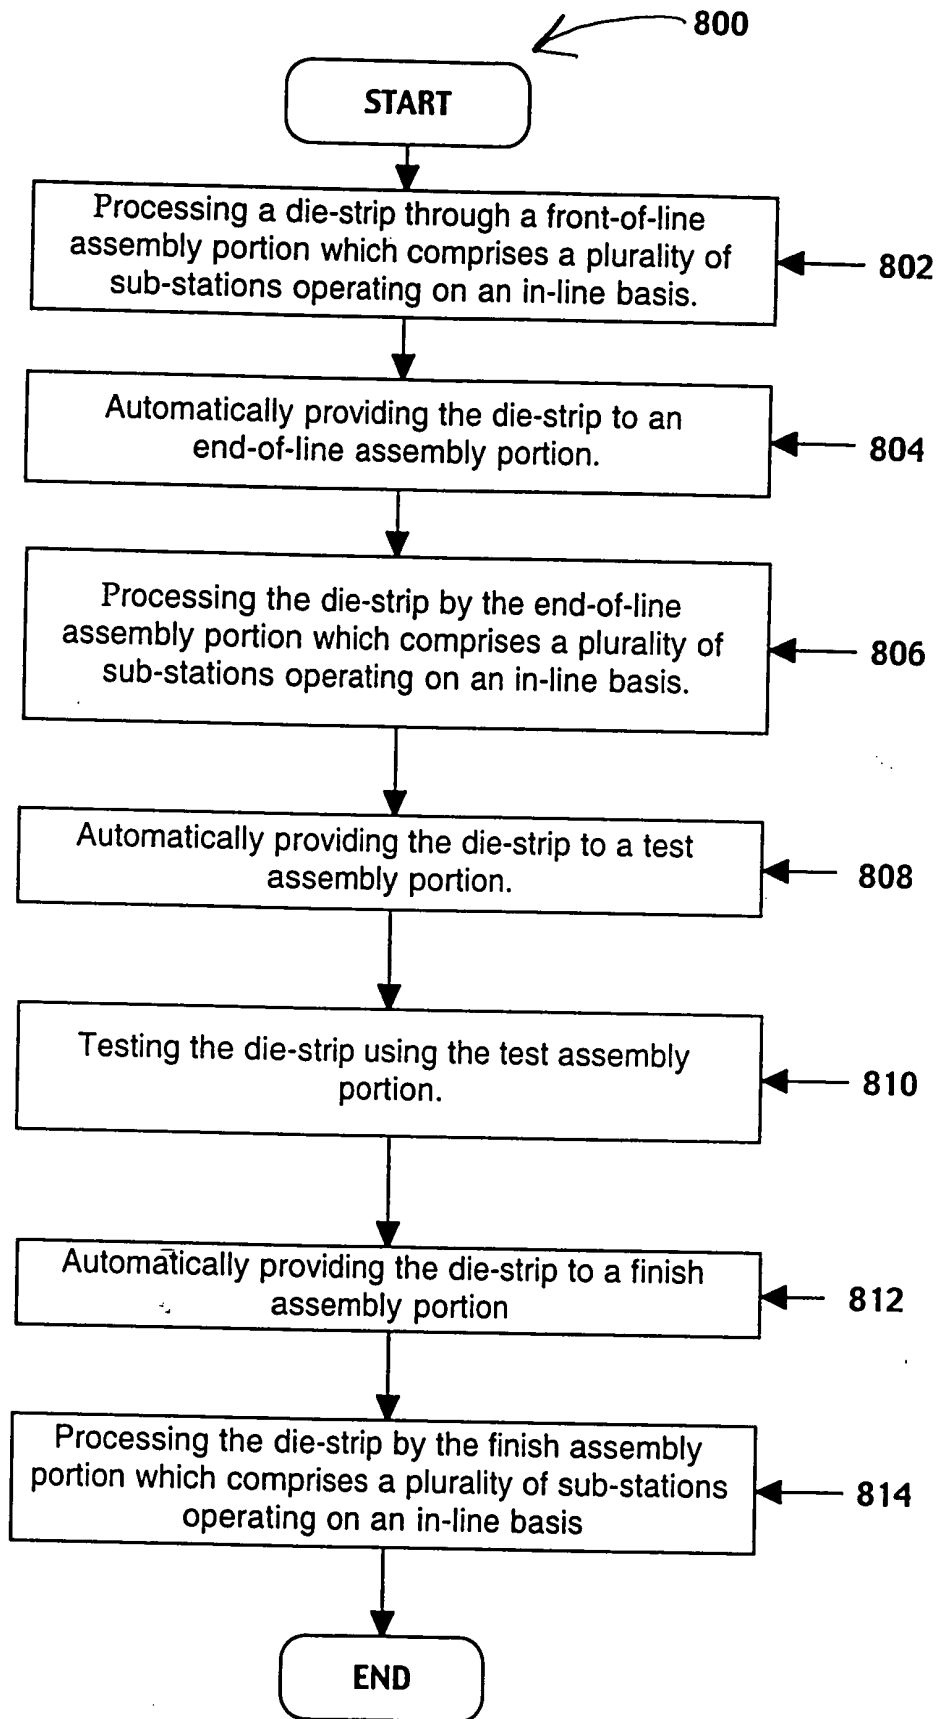 800
START
Processing a die-strip through a front-of-line
assembly portion which comprises a plurality of
sub-stations operating on an in-line basis.
802
Automatically providing the die-strip to an
end-of-line assembly portion.
804
Processing the die-strip by the end-of-line
assembly portion which comprises a plurality of
sub-stations operating on an in-line basis.
806
Automatically providing the die-strip to a test
assembly portion.
808
Testing the die-strip using the test assembly
portion.
810
Automatically providing the die-strip to a finish
assembly portion
812
Processing the die-strip by the finish assembly
portion which comprises a plurality of sub-stations
operating on an in-line basis
814
END